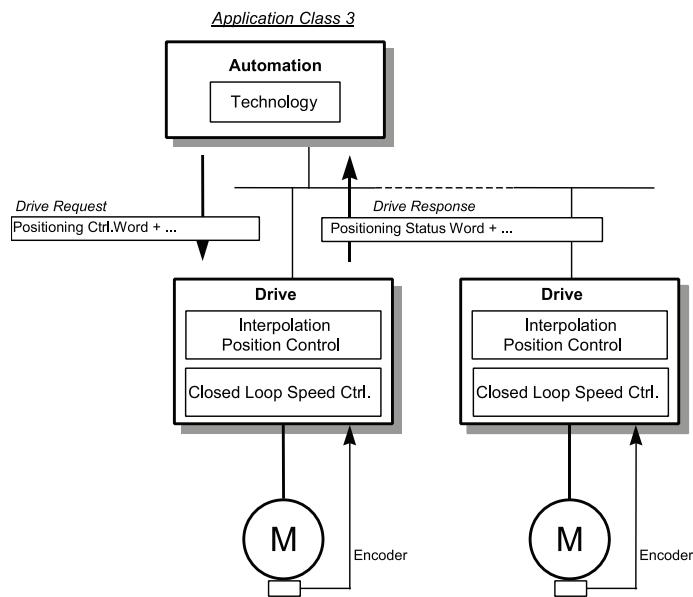 Application Class 3
Automation
Technology
Drive Request
Positioning Ctrl.Word + ...
Drive Response
Positioning Status Word + ...
Drive
Interpolation
Position Control
Closed Loop Speed Ctrl.
M
Encoder
Drive
Interpolation
Position Control
Closed Loop Speed Ctrl.
M
Encoder